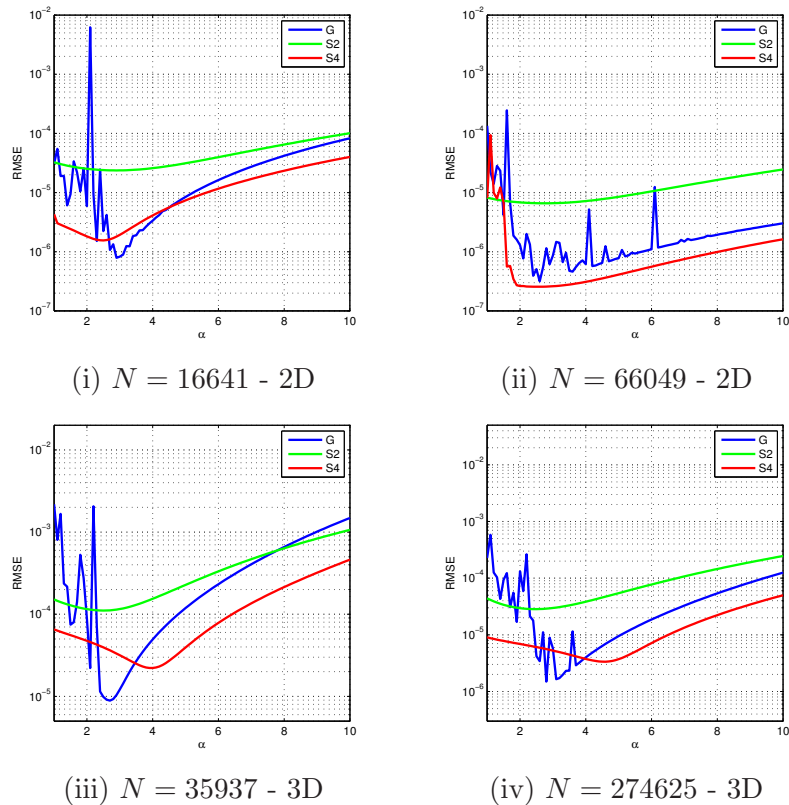 10^-2
10^-3
10^-4
10^-5
10^-6
10^-7
RMSE
2 4 6 8 10
α
G
S2
S4
(i) N = 16641 - 2D
10^-2
10^-3
10^-4
10^-5
10^-6
10^-7
RMSE
2 4 6 8 10
α
G
S2
S4
(ii) N = 66049 - 2D
10^-2
10^-3
10^-4
10^-5
RMSE
2 4 6 8 10
α
G
S2
S4
(iii) N = 35937 - 3D
10^-2
10^-3
10^-4
10^-5
10^-6
RMSE
2 4 6 8 10
α
G
S2
S4
(iv) N = 274625 - 3D